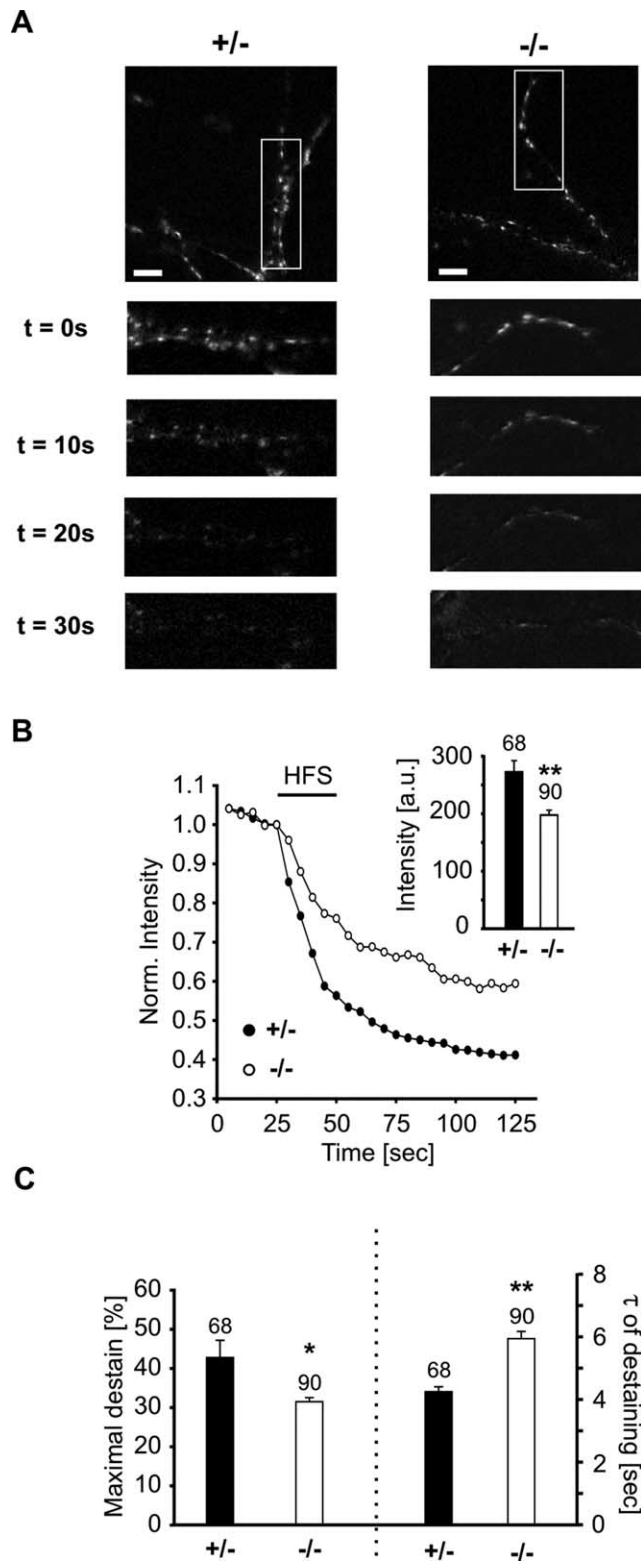 A
+/-
-/-
t = 0s
t = 10s
t = 20s
t = 30s
B
HFS
Norm. Intensity
1.1
1.0
0.9
0.8
0.7
0.6
0.5
0.4
0.3
0 25 50 75 100 125
Time [sec]
+/-
-/-
Intensity [a.u.]
300
200
100
0
68
**
90
+/- -/-
C
Maximal destain [%]
60
50
40
30
20
10
0
68
*
90
+/- -/-
68
**
90
+/- -/-
8
6
4
2
0
τ of destaining [sec]